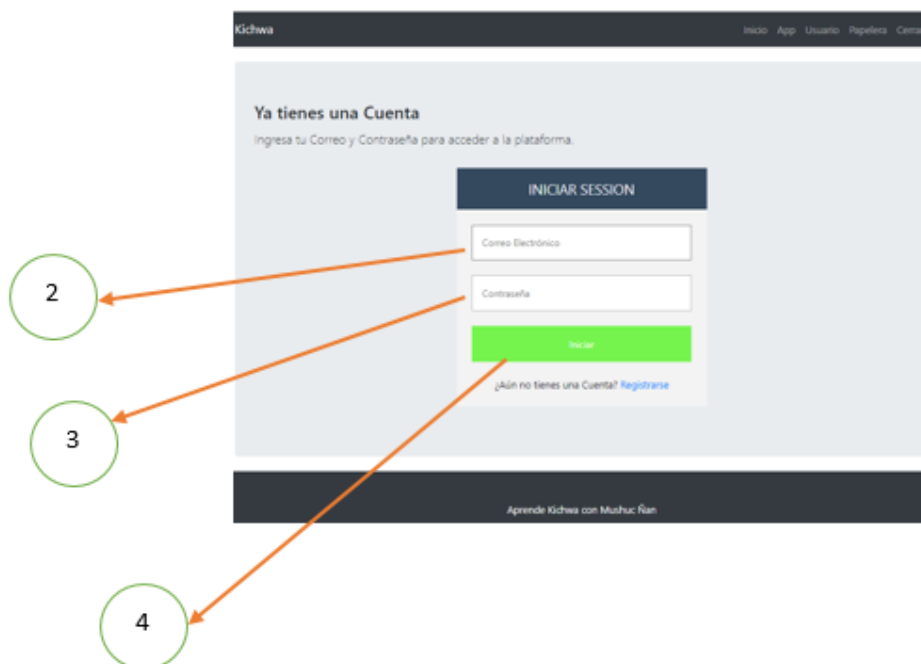 Kichwa
Inicio App Usuario Papelera Cerra
Ya tienes una Cuenta
Ingresa tu Correo y Contraseña para acceder a la plataforma.
INICIAR SESSION
Correo Electrónico
2
Contraseña
Iniciar
¿Aún no tienes una Cuenta? Registrarse
3
Aprende Kichwa con Mushuc Ñan
4